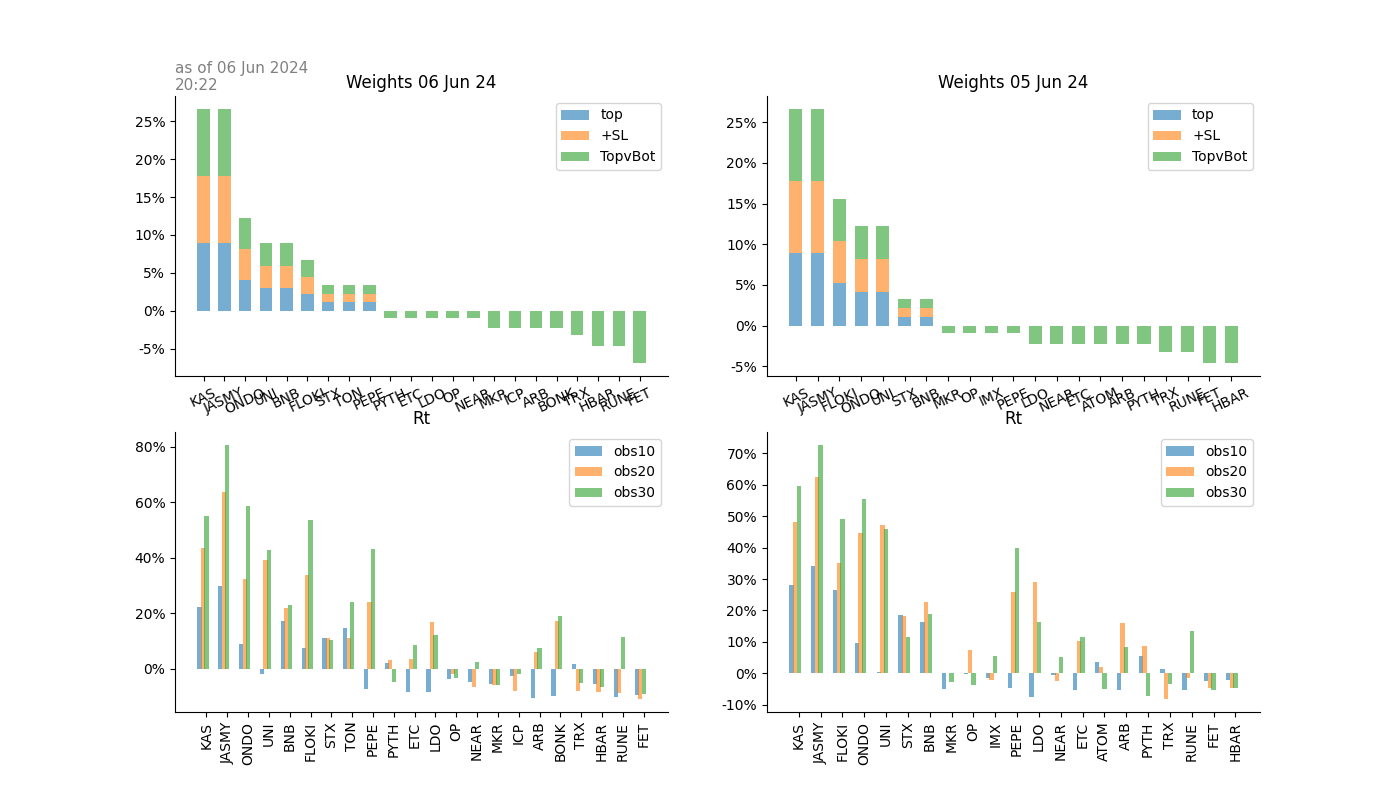 as of 06 Jun 2024
20:22
Weights 06 Jun 24
25%
20%
15%
10%
5%
0%
-5%
top
+SL
TopvBot
KAS JASMY ONDO UNI BNB FLOKI STX TON PEPE PYTH ETC LDO OP NEAR MKR ICP ARB BONK TRX HBAR RUNE FET
Weights 05 Jun 24
25%
20%
15%
10%
5%
0%
-5%
top
+SL
TopvBot
KAS JASMY FLOKI ONDO UNI STX BNB MKR OP IMX PEPE LDO NEAR ETC ATOM ARB PYTH TRX RUNE FET HBAR
Rt
80%
60%
40%
20%
0%
obs10
obs20
obs30
KAS JASMY ONDO UNI BNB FLOKI STX TON PEPE PYTH ETC LDO OP NEAR MKR ICP ARB BONK TRX HBAR RUNE FET
Rt
70%
60%
50%
40%
30%
20%
10%
0%
-10%
obs10
obs20
obs30
KAS JASMY FLOKI ONDO UNI STX BNB MKR OP IMX PEPE LDO NEAR ETC ATOM ARB PYTH TRX RUNE FET HBAR